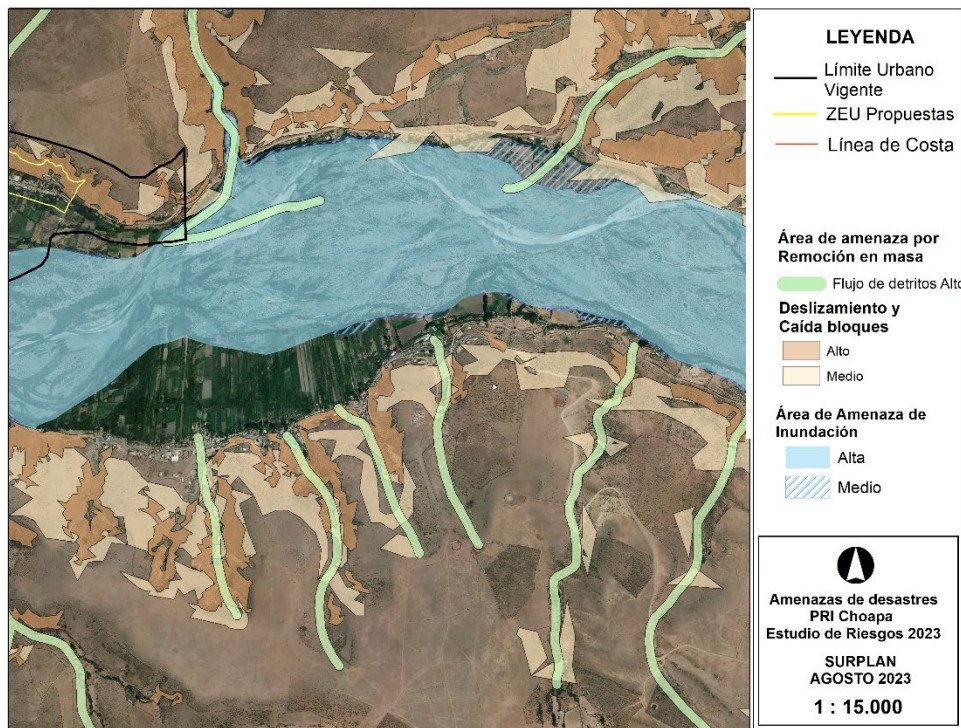 LEYENDA
Límite Urbano
Vigente
ZEU Propuestas
Línea de Costa
Área de amenaza por
Remoción en masa
Flujo de detritos Alto
Deslizamiento y
Caída bloques
Alto
Medio
Área de Amenaza de
Inundación
Alta
Medio
Amenazas de desastres
PRI Choapa
Estudio de Riesgos 2023
SURPLAN
AGOSTO 2023
1 : 15.000